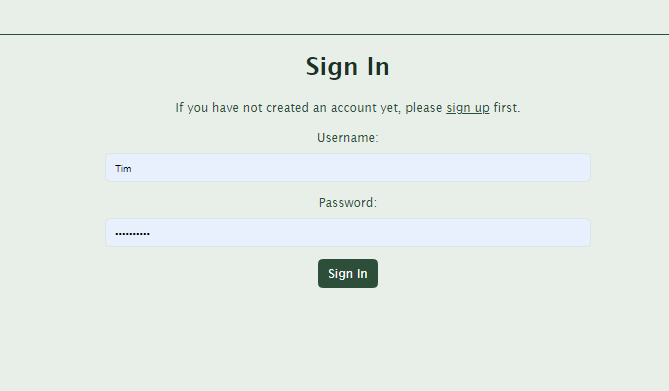 Sign In
If you have not created an account yet, please sign up first.
Username:
Tim
Password:
••••••••••
Sign In